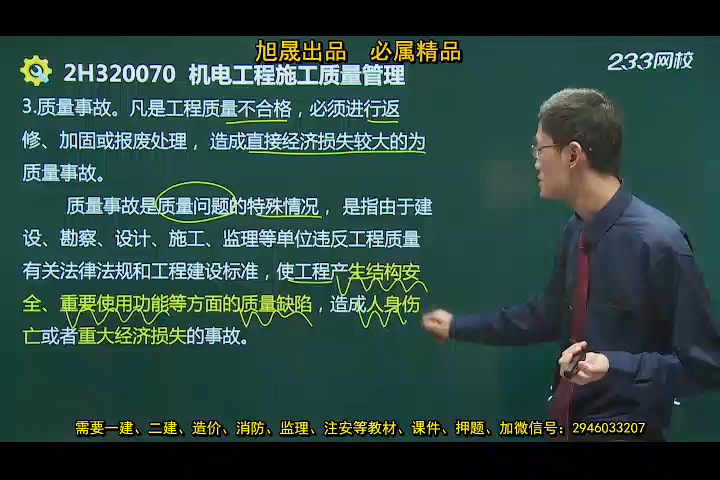 旭晟出品 必属精品
2H320070 机电工程施工质量管理
233网校
3.质量事故。凡是工程质量不合格，必须进行返
修、加固或报废处理，造成直接经济损失较大的为
质量事故。
质量事故是质量问题的特殊情况，是指由于建
设、勘察、设计、施工、监理等单位违反工程质量
有关法律法规和工程建设标准，使工程产生结构安
全、重要使用功能等方面的质量缺陷，造成人身伤
亡或者重大经济损失的事故。
需要一建、二建、造价、消防、监理、注安等教材、课件、押题、加微信号：2946033207